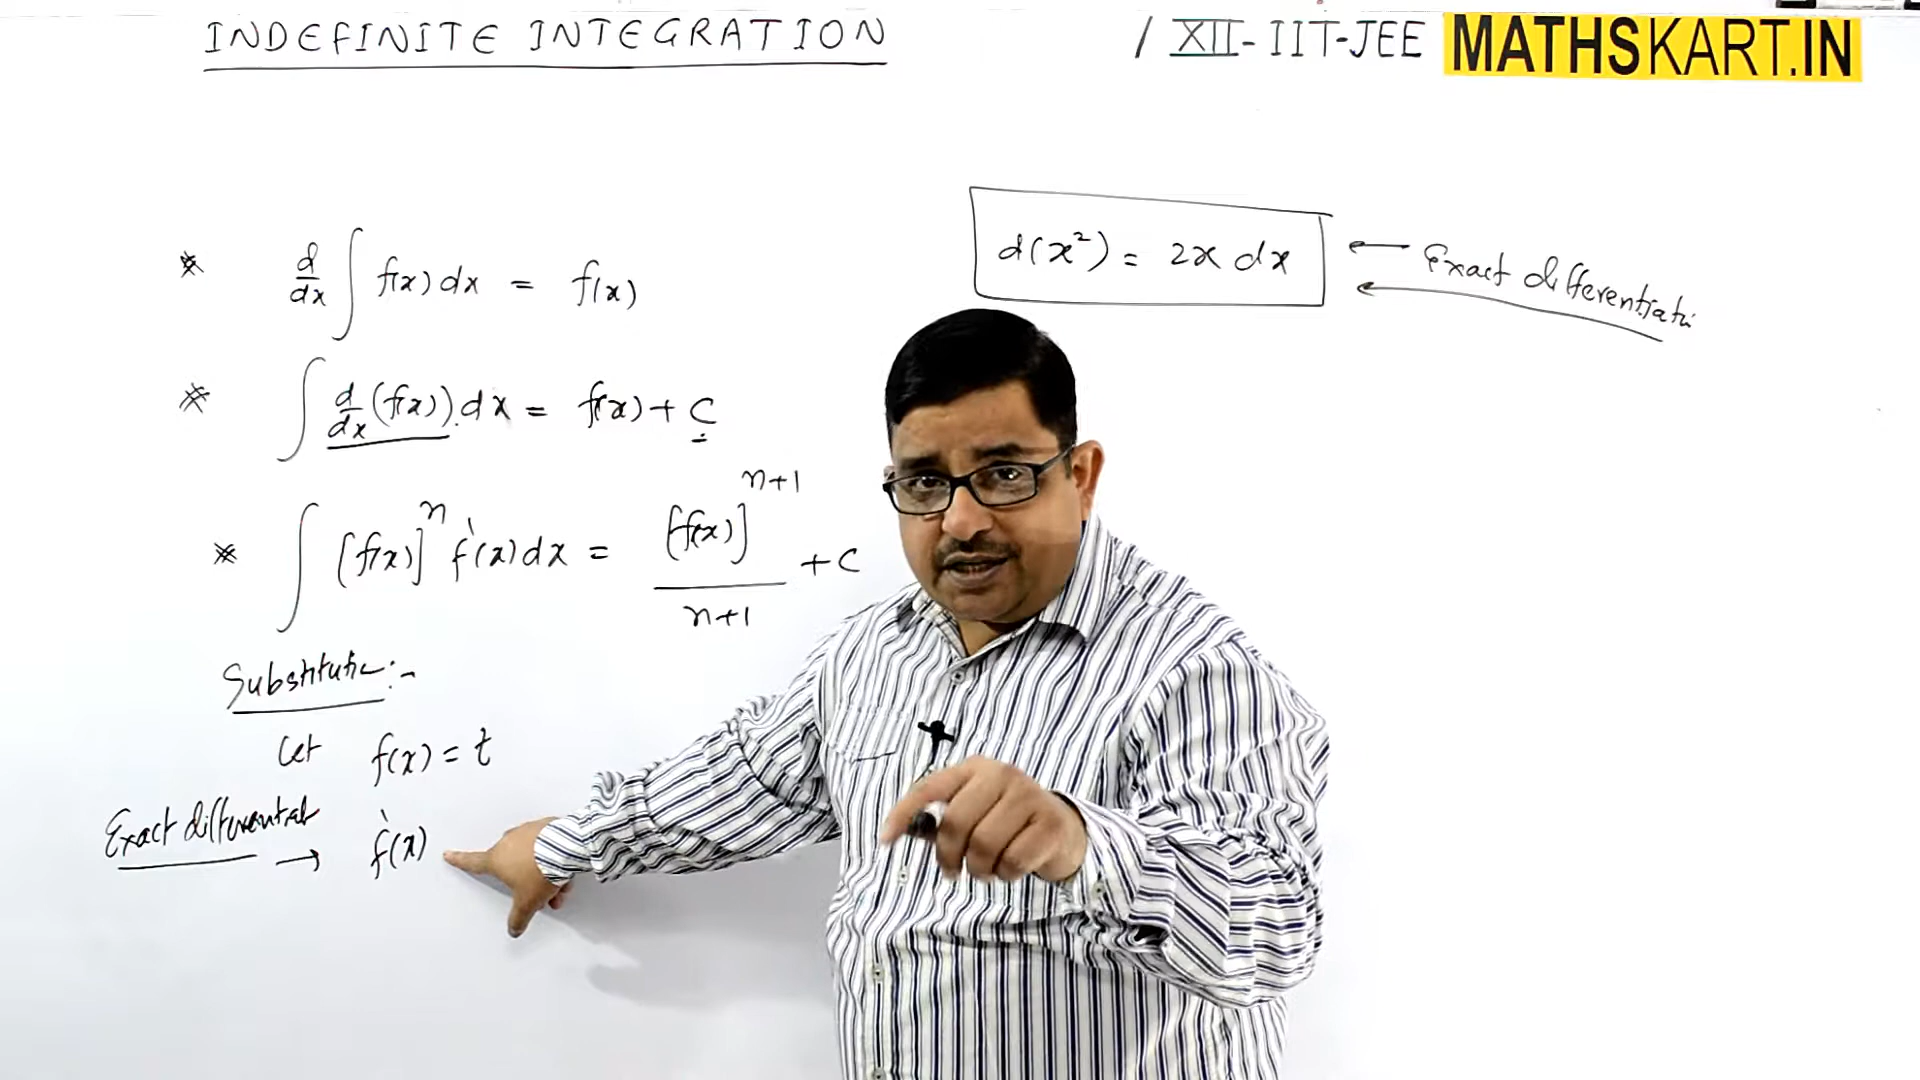 INDEFINITE INTEGRATION / XII-IIT-JEE MATHSKART.IN
d(x²) = 2x dx ← Exact differentiati
* d/dx ∫ f(x) dx = f(x)
* ∫ d/dx (f(x)).dx = f(x) + C
* ∫ [f(x)]ⁿ f'(x) dx = [f(x)]ⁿ⁺¹/n+1 + C
Substitutic:-
Let f(x) = t
Exact differential → f'(x)